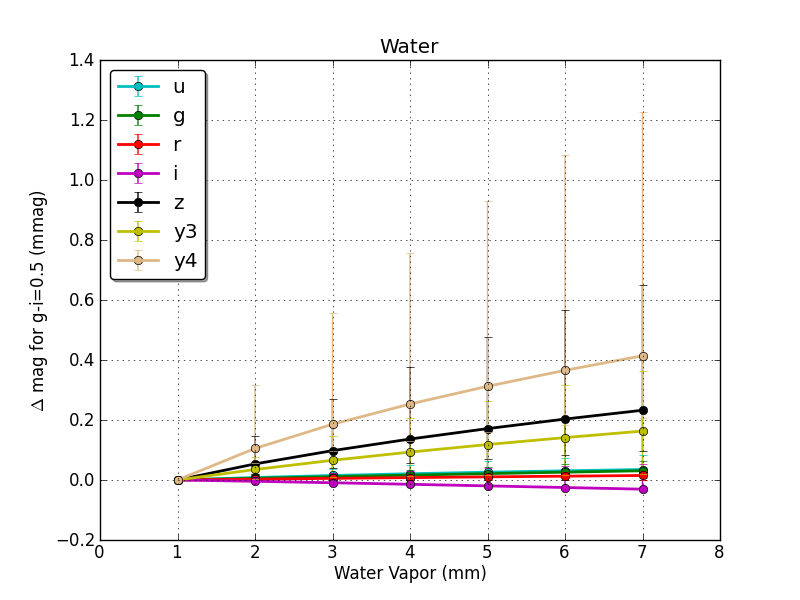 Water
Δ mag for g-i=0.5 (mmag)
1.4
1.2
1.0
0.8
0.6
0.4
0.2
0.0
−0.2
u
g
r
i
z
y3
y4
0 1 2 3 4 5 6 7 8
Water Vapor (mm)